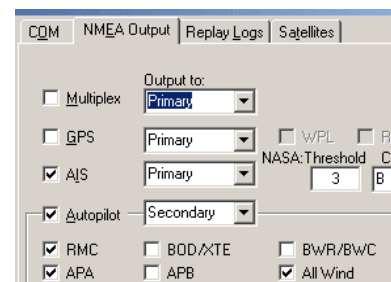 COM NMEA Output Replay Logs Satellites
Output to:
Multiplex Primary
GPS Primary WPL R
NASA: Threshold C
AIS Primary 3 B
Autopilot Secondary
RMC BOD/XTE BWR/BWC
APA APB All Wind